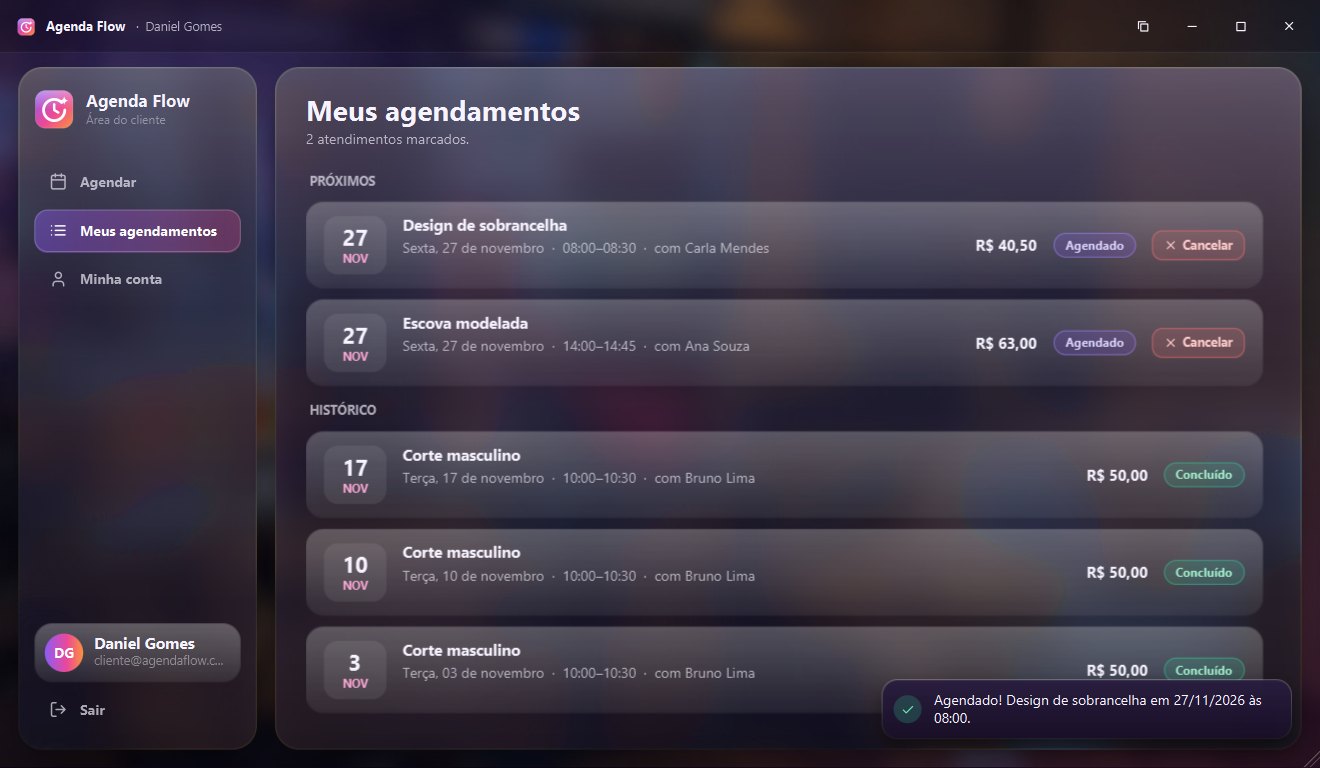 Agenda Flow · Daniel Gomes
Agenda Flow
Área do cliente
Agendar
Meus agendamentos
Minha conta
DG
Daniel Gomes
cliente@agendaflow.c...
Sair
Meus agendamentos
2 atendimentos marcados.
PRÓXIMOS
27
NOV
Design de sobrancelha
Sexta, 27 de novembro · 08:00–08:30 · com Carla Mendes
R$ 40,50
Agendado
Cancelar
27
NOV
Escova modelada
Sexta, 27 de novembro · 14:00–14:45 · com Ana Souza
R$ 63,00
Agendado
Cancelar
HISTÓRICO
17
NOV
Corte masculino
Terça, 17 de novembro · 10:00–10:30 · com Bruno Lima
R$ 50,00
Concluído
10
NOV
Corte masculino
Terça, 10 de novembro · 10:00–10:30 · com Bruno Lima
R$ 50,00
Concluído
3
NOV
Corte masculino
Terça, 03 de novembro · 10:00–10:30 · com Bruno Lima
R$ 50,00
Concluído
Agendado! Design de sobrancelha em 27/11/2026 às
08:00.